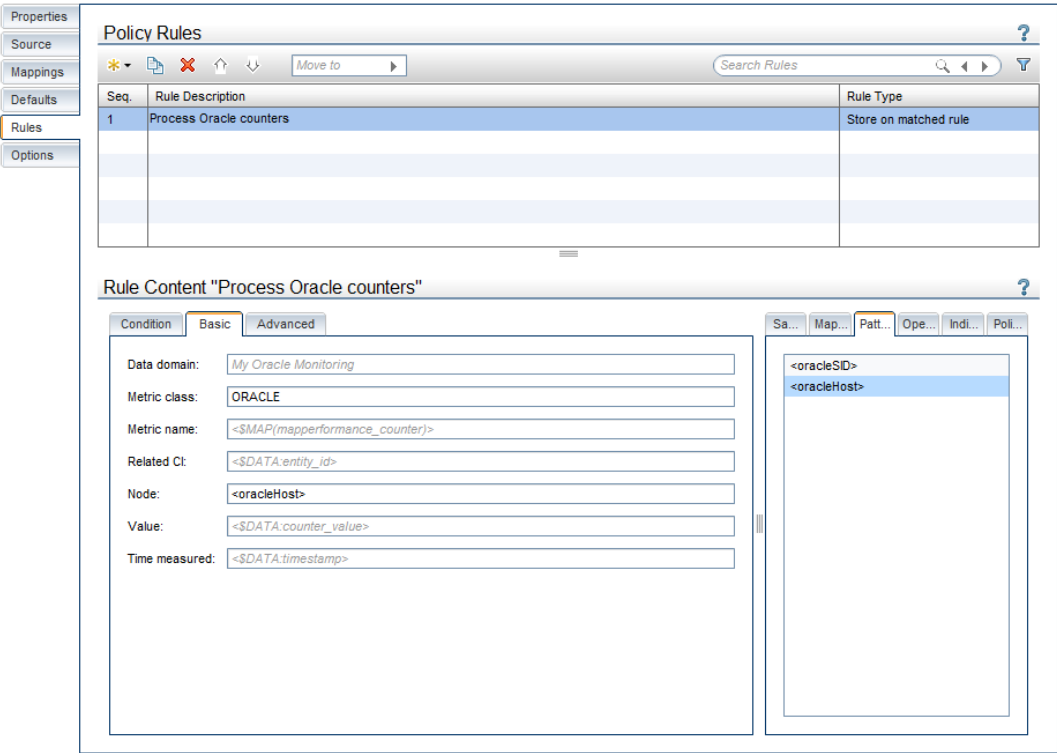 Properties
Source
Mappings
Defaults
Rules
Options
Policy Rules
?
Move to
Search Rules
Seq. Rule Description Rule Type
1 Process Oracle counters Store on matched rule
Rule Content "Process Oracle counters"
?
Condition Basic Advanced
Sa... Map... Patt... Ope... Indi... Poli...
Data domain: My Oracle Monitoring
Metric class: ORACLE
Metric name: <$MAP(mapperformance_counter)>
Related CI: <$DATA:entity_id>
Node: <oracleHost>
Value: <$DATA:counter_value>
Time measured: <$DATA:timestamp>
<oracleSID>
<oracleHost>